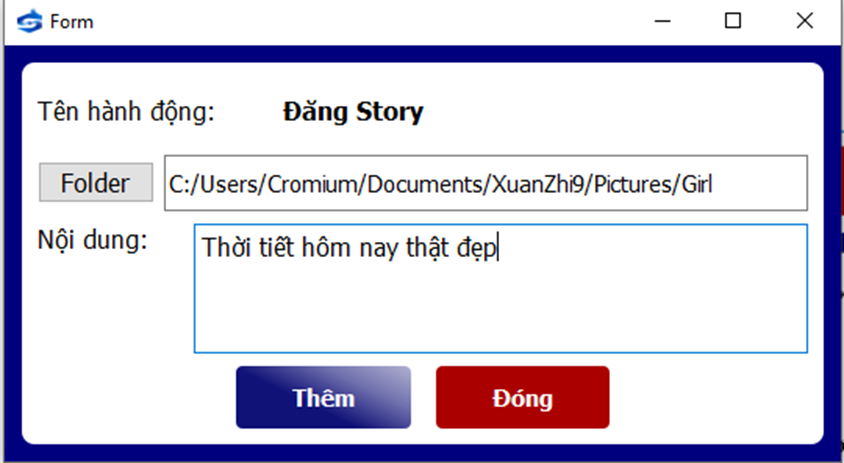 Form
Tên hành động: Đăng Story
Folder C:/Users/Cromium/Documents/XuanZhi9/Pictures/Girl
Nội dung: Thời tiết hôm nay thật đẹp
Thêm Đóng